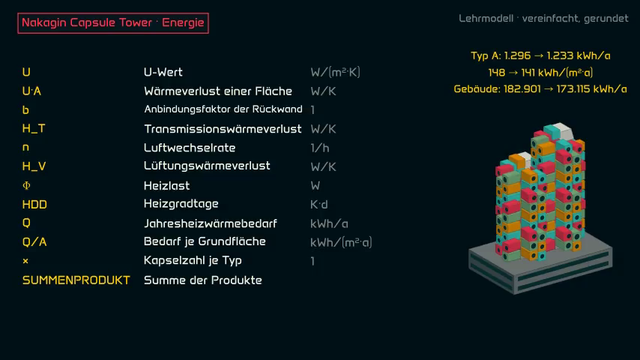 Nakagin Capsule Tower · Energie
Lehrmodell · vereinfacht, gerundet
Typ A: 1.296 → 1.233 kWh/a
148 → 141 kWh/(m²·a)
Gebäude: 182.901 → 173.115 kWh/a
U U-Wert W/(m²·K)
U·A Wärmeverlust einer Fläche W/K
b Anbindungsfaktor der Rückwand 1
H_T Transmissionswärmeverlust W/K
n Luftwechselrate 1/h
H_V Lüftungswärmeverlust W/K
Φ Heizlast W
HDD Heizgradtage K·d
Q Jahresheizwärmebedarf kWh/a
Q/A Bedarf je Grundfläche kWh/(m²·a)
× Kapselzahl je Typ 1
SUMMENPRODUKT Summe der Produkte